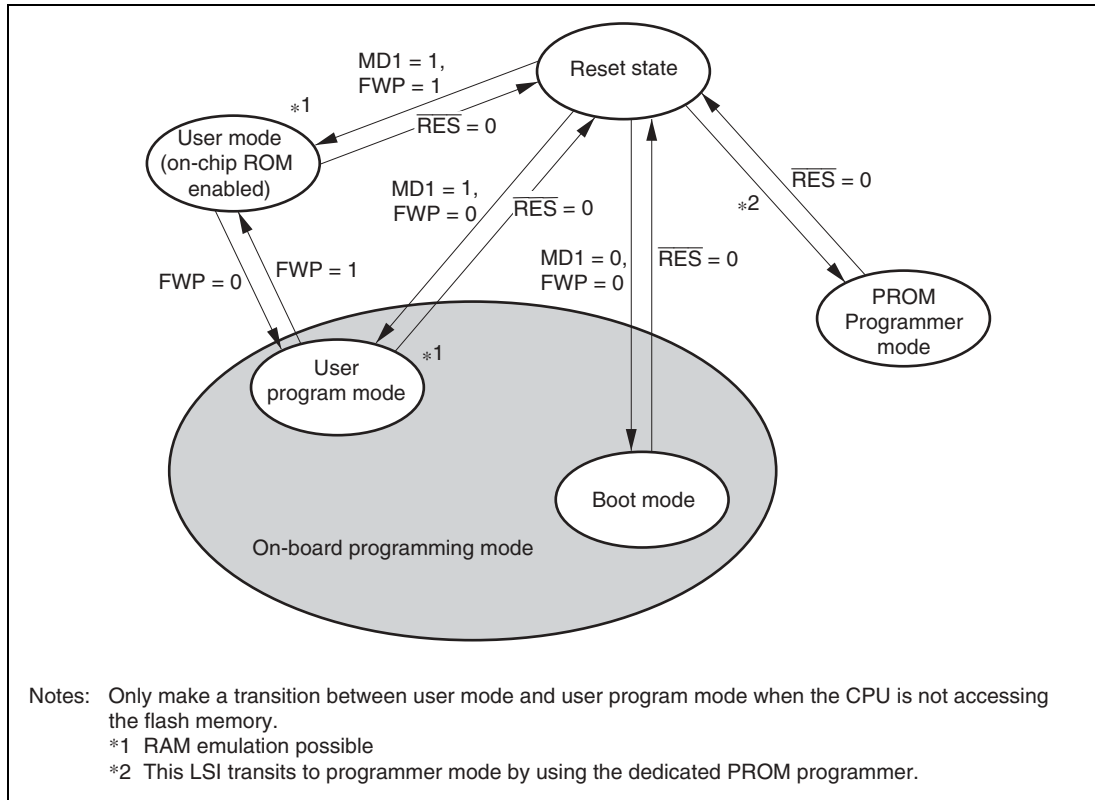 Reset state
MD1 = 1,
FWP = 1
*1
RES = 0
User mode
(on-chip ROM
enabled)
MD1 = 1,
FWP = 0
RES = 0
*2
RES = 0
MD1 = 0,
FWP = 0
RES = 0
FWP = 0
FWP = 1
PROM
Programmer
mode
*1
User
program mode
Boot mode
On-board programming mode
Notes: Only make a transition between user mode and user program mode when the CPU is not accessing
the flash memory.
*1 RAM emulation possible
*2 This LSI transits to programmer mode by using the dedicated PROM programmer.